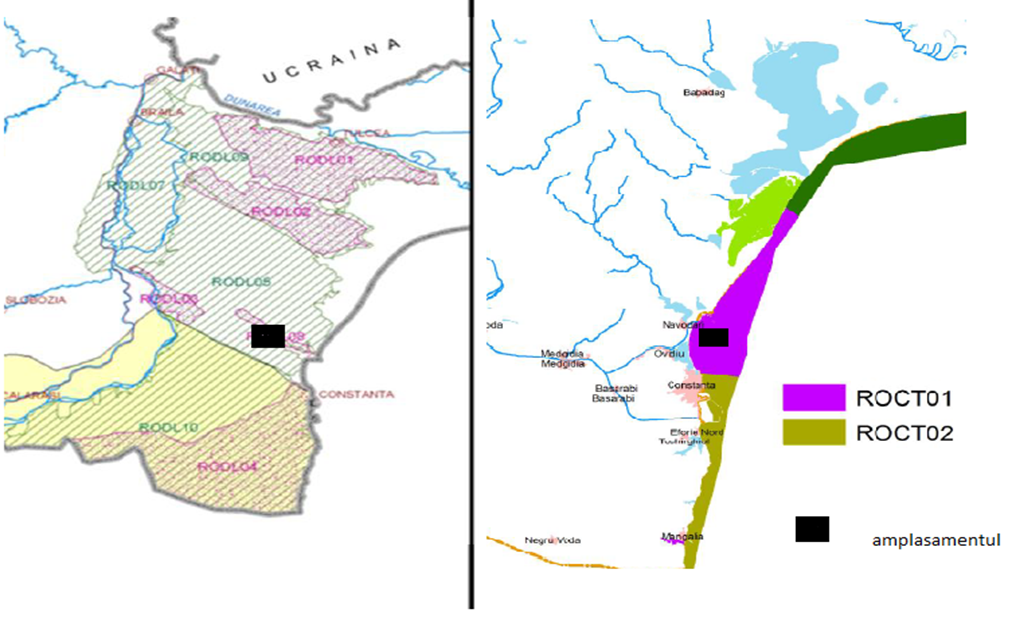 UCRAINA
GALATI
DUNAREA
BRAILA
TULCEA
RODL01
RODL09
RODL07
RODL02
RODL05
SLOBOZIA
RODL03
CALARASI
CONSTANTA
RODL10
RODL04
Babadag
Navodari
oda
Ovidiu
Medgidia
Medgidia
Constanta
Basarabi
Basarabi
ROCT01
ROCT02
Eforie Nord
Techirghiol
Negru Voda
Mangalia
amplasamentul